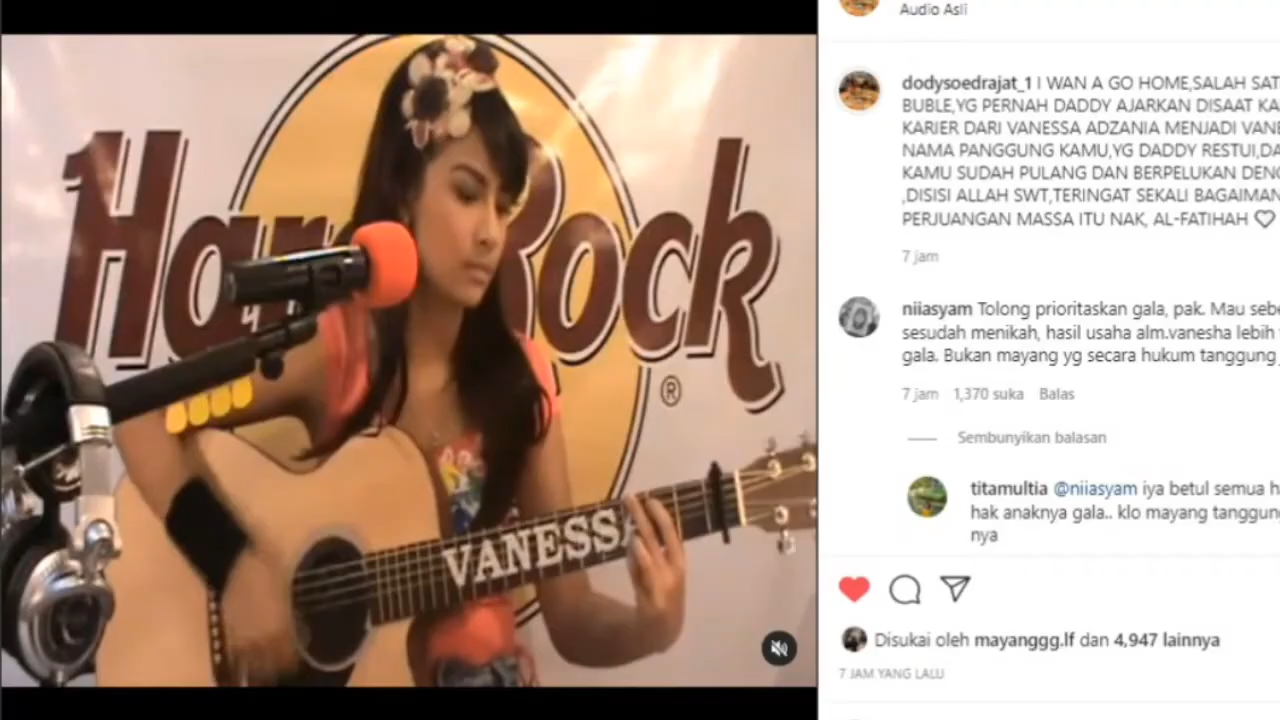 Hard Rock
®
VANESSA
Audio Asli
dodysoedrajat_1 I WAN A GO HOME,SALAH SAT
BUBLE,YG PERNAH DADDY AJARKAN DISAAT KA
KARIER DARI VANESSA ADZANIA MENJADI VANE
NAMA PANGGUNG KAMU,YG DADDY RESTUI,DA
KAMU SUDAH PULANG DAN BERPELUKAN DENG
,DISISI ALLAH SWT,TERINGAT SEKALI BAGAIMAN
PERJUANGAN MASSA ITU NAK, AL-FATIHAH ♡
7 jam
niiasyam Tolong prioritaskan gala, pak. Mau seb
sesudah menikah, hasil usaha alm.vanesha lebih
gala. Bukan mayang yg secara hukum tanggung
7 jam 1,370 suka Balas
Sembunyikan balasan
titamultia @niiasyam iya betul semua h
hak anaknya gala.. klo mayang tanggung
nya
Disukai oleh mayanggg.lf dan 4,947 lainnya
7 JAM YANG LALU